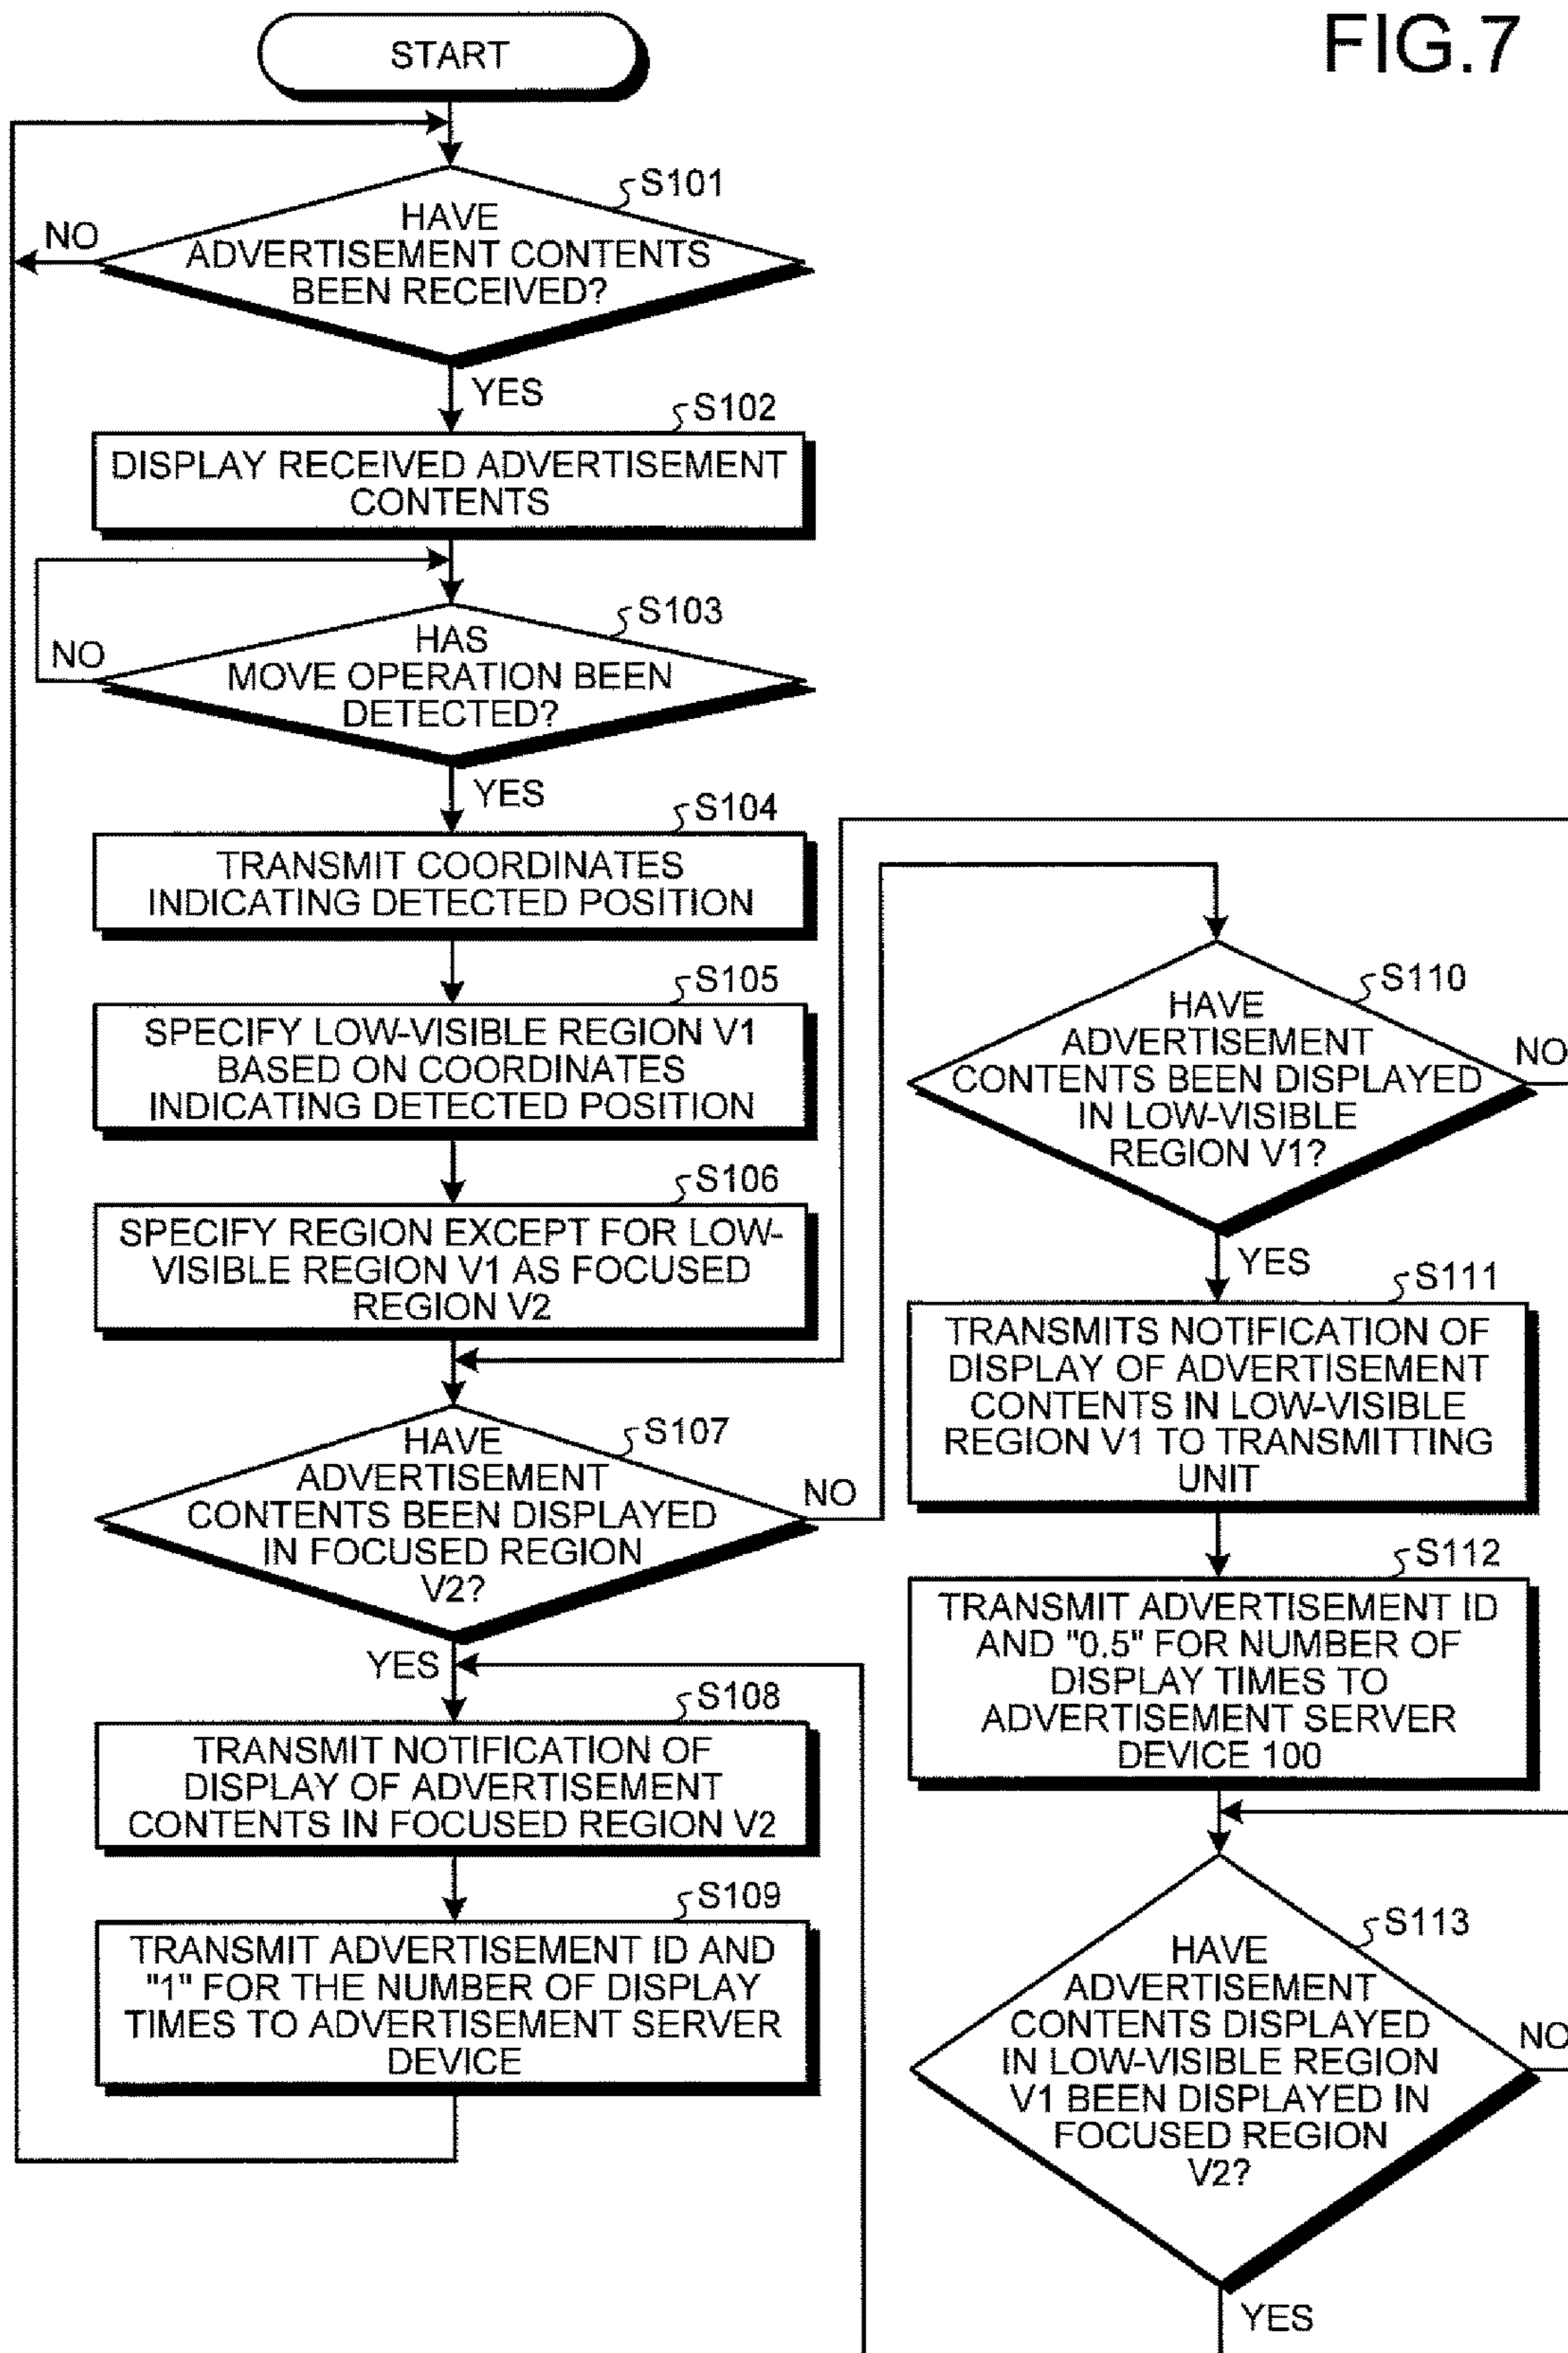 FIG.7
START
S101
HAVE
ADVERTISEMENT CONTENTS
BEEN RECEIVED?
NO
YES
S102
DISPLAY RECEIVED ADVERTISEMENT
CONTENTS
S103
HAS
MOVE OPERATION BEEN
DETECTED?
NO
YES
S104
TRANSMIT COORDINATES
INDICATING DETECTED POSITION
S105
SPECIFY LOW-VISIBLE REGION V1
BASED ON COORDINATES
INDICATING DETECTED POSITION
S106
SPECIFY REGION EXCEPT FOR LOW-
VISIBLE REGION V1 AS FOCUSED
REGION V2
S107
HAVE
ADVERTISEMENT
CONTENTS BEEN DISPLAYED
IN FOCUSED REGION
V2?
NO
YES
S108
TRANSMIT NOTIFICATION OF
DISPLAY OF ADVERTISEMENT
CONTENTS IN FOCUSED REGION V2
S109
TRANSMIT ADVERTISEMENT ID AND
"1" FOR THE NUMBER OF DISPLAY
TIMES TO ADVERTISEMENT SERVER
DEVICE
S110
HAVE
ADVERTISEMENT
CONTENTS BEEN DISPLAYED
IN LOW-VISIBLE
REGION V1?
NO
YES
S111
TRANSMITS NOTIFICATION OF
DISPLAY OF ADVERTISEMENT
CONTENTS IN LOW-VISIBLE
REGION V1 TO TRANSMITTING
UNIT
S112
TRANSMIT ADVERTISEMENT ID
AND "0.5" FOR NUMBER OF
DISPLAY TIMES TO
ADVERTISEMENT SERVER
DEVICE 100
S113
HAVE
ADVERTISEMENT
CONTENTS DISPLAYED
IN LOW-VISIBLE REGION
V1 BEEN DISPLAYED IN
FOCUSED REGION
V2?
NO
YES